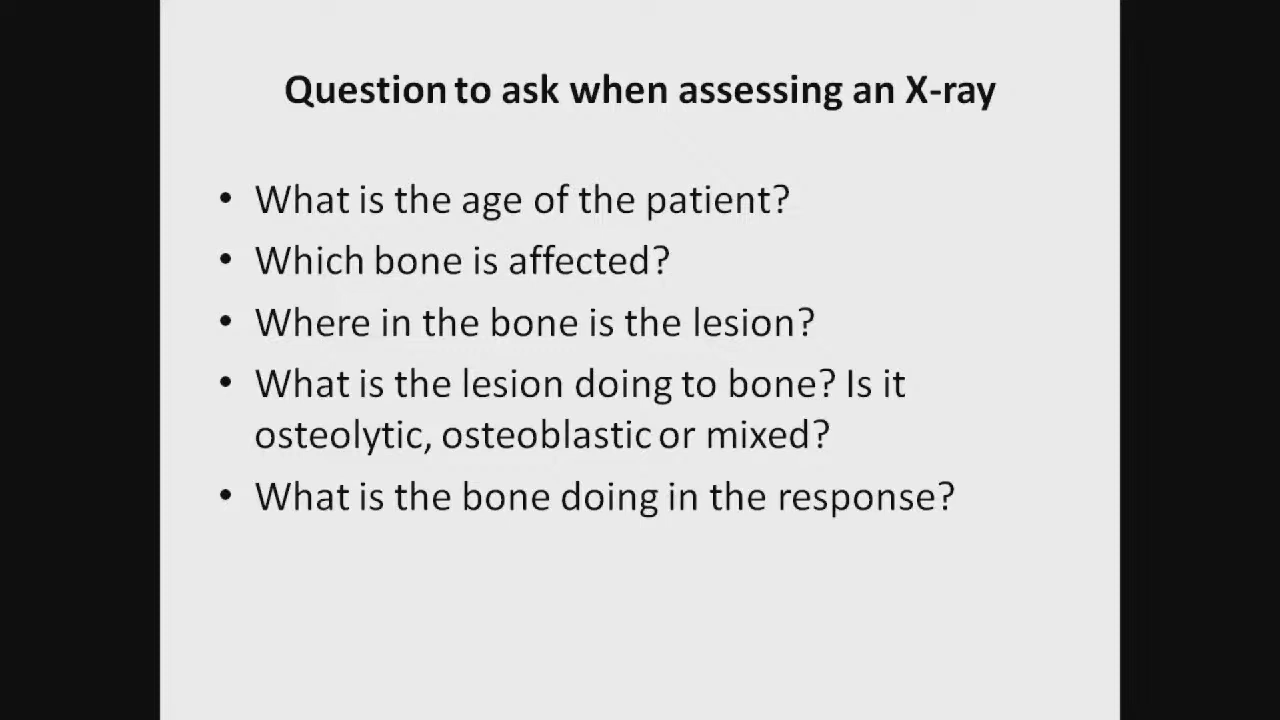 Question to ask when assessing an X-ray
• What is the age of the patient?
• Which bone is affected?
• Where in the bone is the lesion?
• What is the lesion doing to bone? Is it
osteolytic, osteoblastic or mixed?
• What is the bone doing in the response?